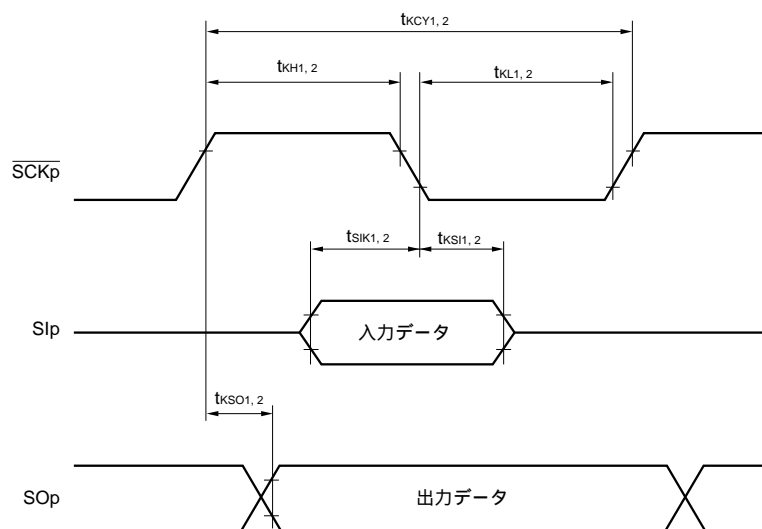 tKCY1, 2
tKH1, 2
tKL1, 2
SCKp
tSIK1, 2
tKSI1, 2
SIp
入力データ
tKSO1, 2
SOp
出力データ